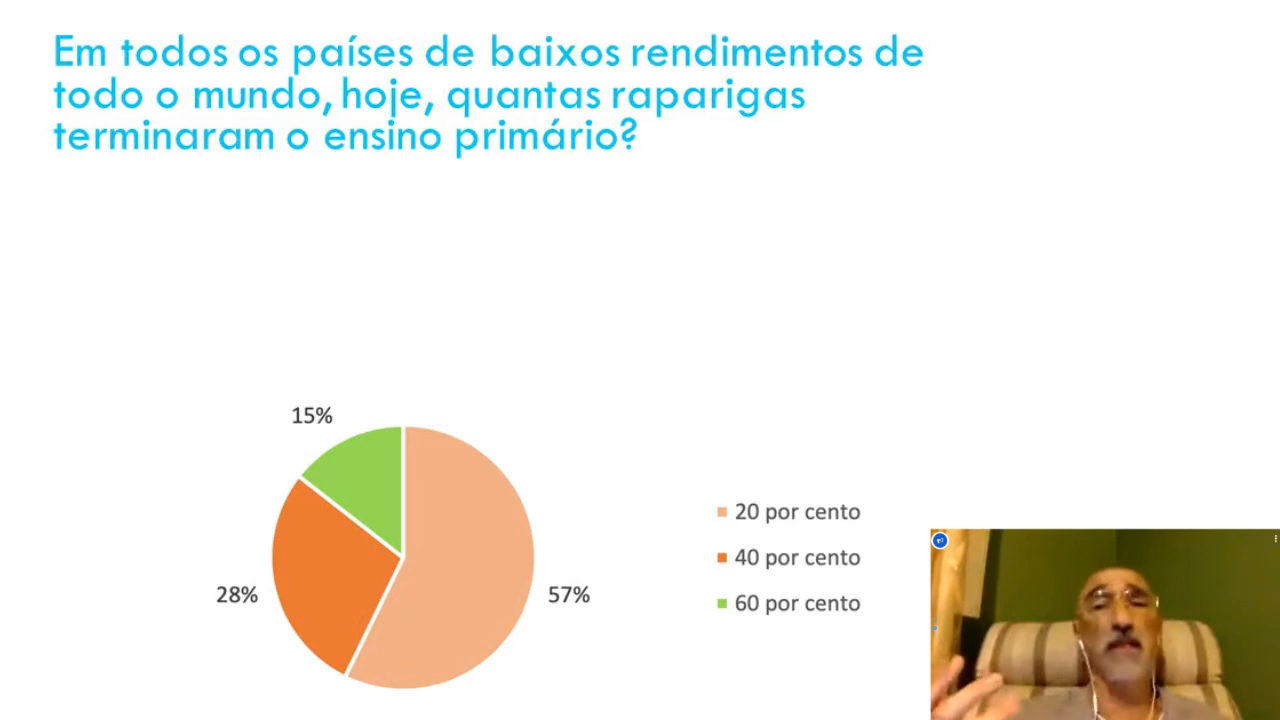 Em todos os países de baixos rendimentos de
todo o mundo, hoje, quantas raparigas
terminaram o ensino primário?
15%
28%
57%
20 por cento
40 por cento
60 por cento